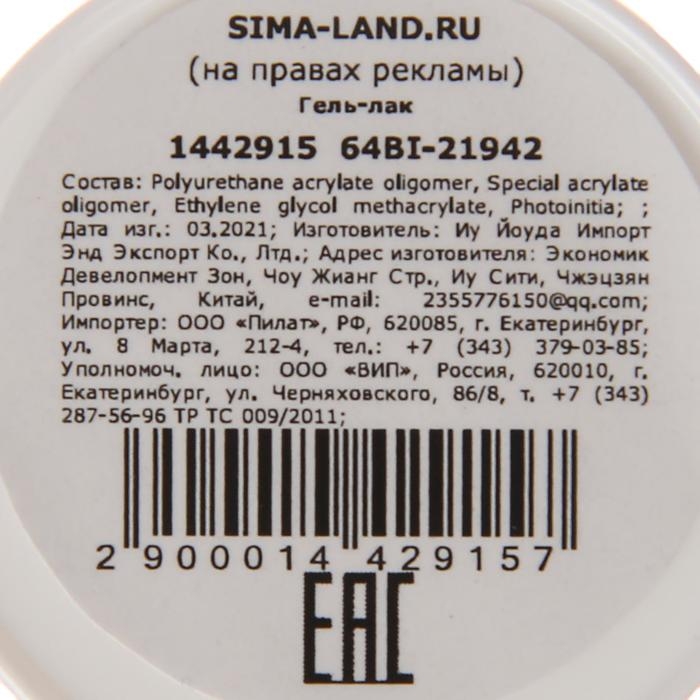 SIMA-LAND.RU
(на правах рекламы)
Гель-лак
1442915 64BI-21942
Состав: Polyurethane acrylate oligomer, Special acrylate
oligomer, Ethylene glycol methacrylate, Photoinitia; ;
Дата изг.: 03.2021; Изготовитель: Иу Йоуда Импорт
Энд Экспорт Ко., Лтд.; Адрес изготовителя: Экономик
Девелопмент Зон, Чоу Жианг Стр., Иу Сити, Чжэцзян
Провинс, Китай, e-mail: 2355776150@qq.com;
Импортер: ООО «Пилат», РФ, 620085, г. Екатеринбург,
ул. 8 Марта, 212-4, тел.: +7 (343) 379-03-85;
Уполномоч. лицо: ООО «ВИП», Россия, 620010, г.
Екатеринбург, ул. Черняховского, 86/8, т. +7 (343)
287-56-96 ТР ТС 009/2011;
2 900014 429157
EAC